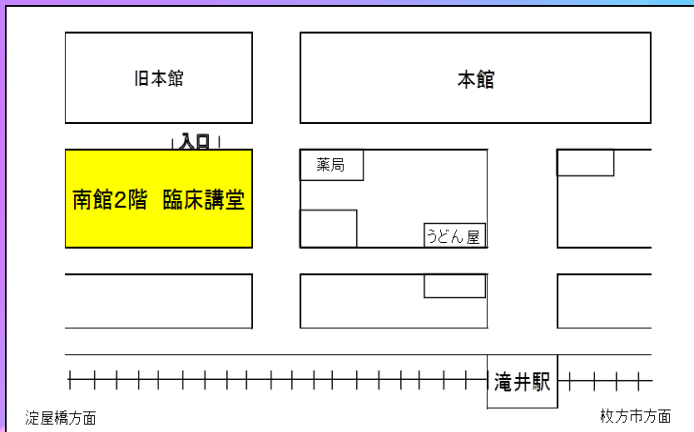 旧本館
本館
入口
薬局
南館2階 臨床講堂
うどん屋
滝井駅
淀屋橋方面
枚方市方面